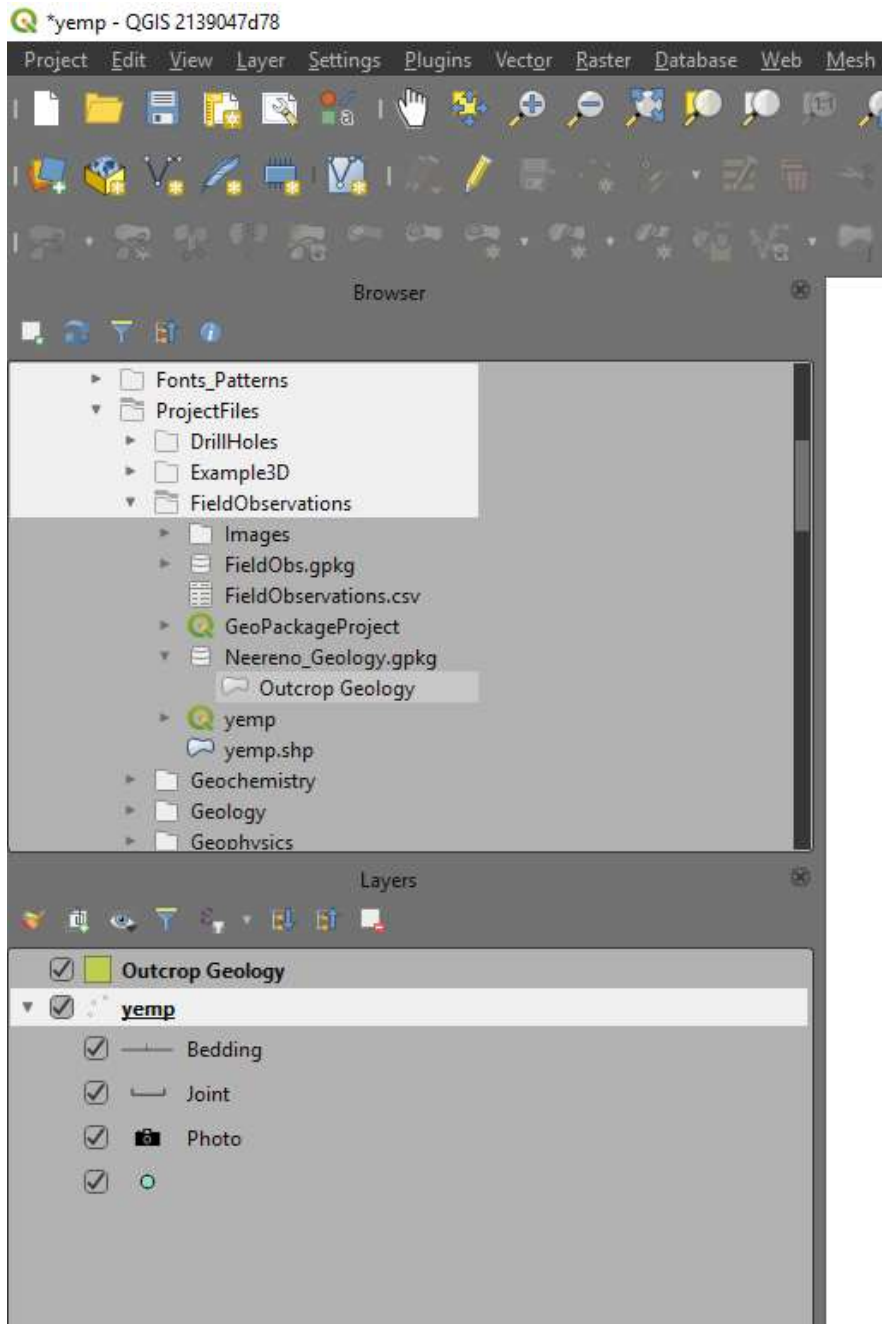 *yemp - QGIS 2139047d78
Project Edit View Layer Settings Plugins Vector Raster Database Web Mesh
Browser
Fonts_Patterns
ProjectFiles
DrillHoles
Example3D
FieldObservations
Images
FieldObs.gpkg
FieldObservations.csv
GeoPackageProject
Neereno_Geology.gpkg
Outcrop Geology
yemp
yemp.shp
Geochemistry
Geology
Geophysics
Layers
Outcrop Geology
yemp
Bedding
Joint
Photo